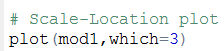 # Scale-Location plot
plot(mod1,which=3)